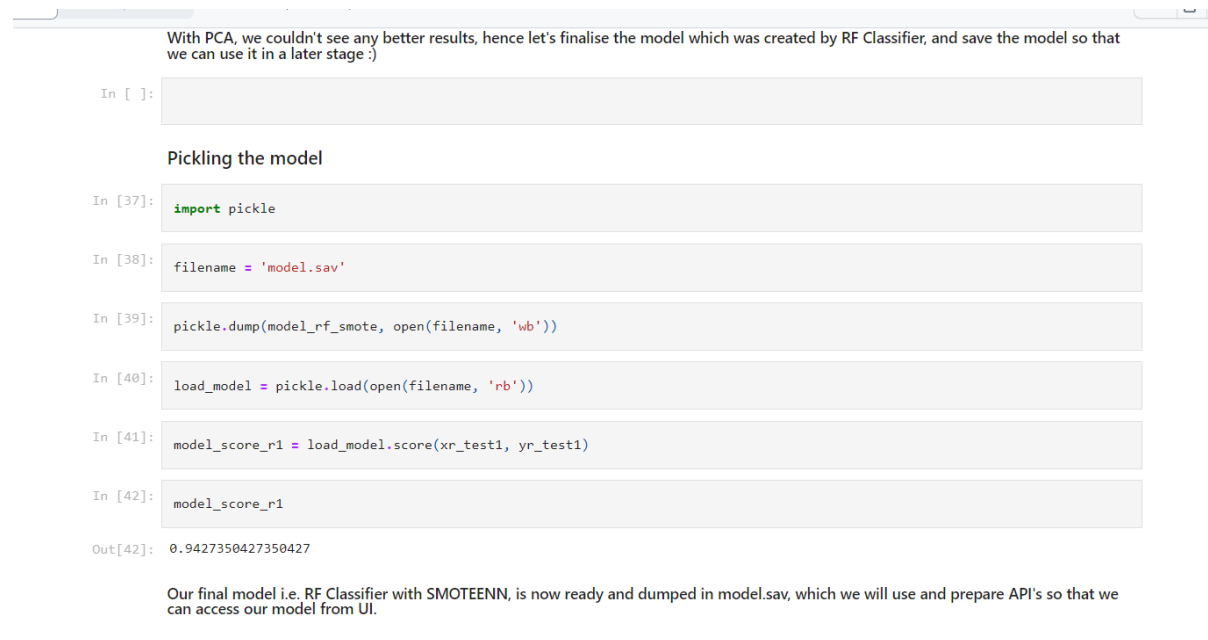 With PCA, we couldn't see any better results, hence let's finalise the model which was created by RF Classifier, and save the model so that
we can use it in a later stage :)
In [ ]:
Pickling the model
In [37]: import pickle
In [38]: filename = 'model.sav'
In [39]: pickle.dump(model_rf_smote, open(filename, 'wb'))
In [40]: load_model = pickle.load(open(filename, 'rb'))
In [41]: model_score_r1 = load_model.score(xr_test1, yr_test1)
In [42]: model_score_r1
Out[42]: 0.9427350427350427
Our final model i.e. RF Classifier with SMOTEENN, is now ready and dumped in model.sav, which we will use and prepare API's so that we
can access our model from UI.